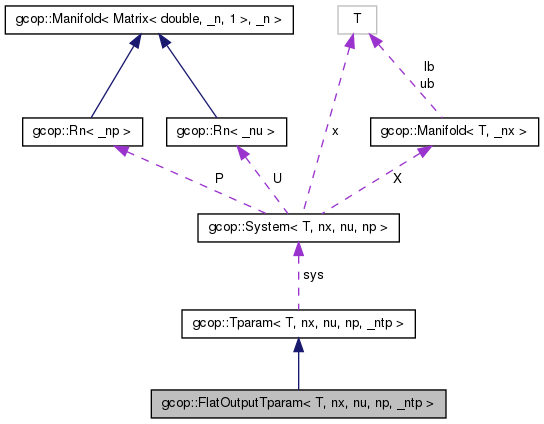 gcop::Manifold< Matrix< double, _n, 1 >, _n >
T
lb
ub
gcop::Rn< _np >
gcop::Rn< _nu >
x
gcop::Manifold< T, _nx >
P
U
X
gcop::System< T, nx, nu, np >
sys
gcop::Tparam< T, nx, nu, np, _ntp >
gcop::FlatOutputTparam< T, nx, nu, np, _ntp >